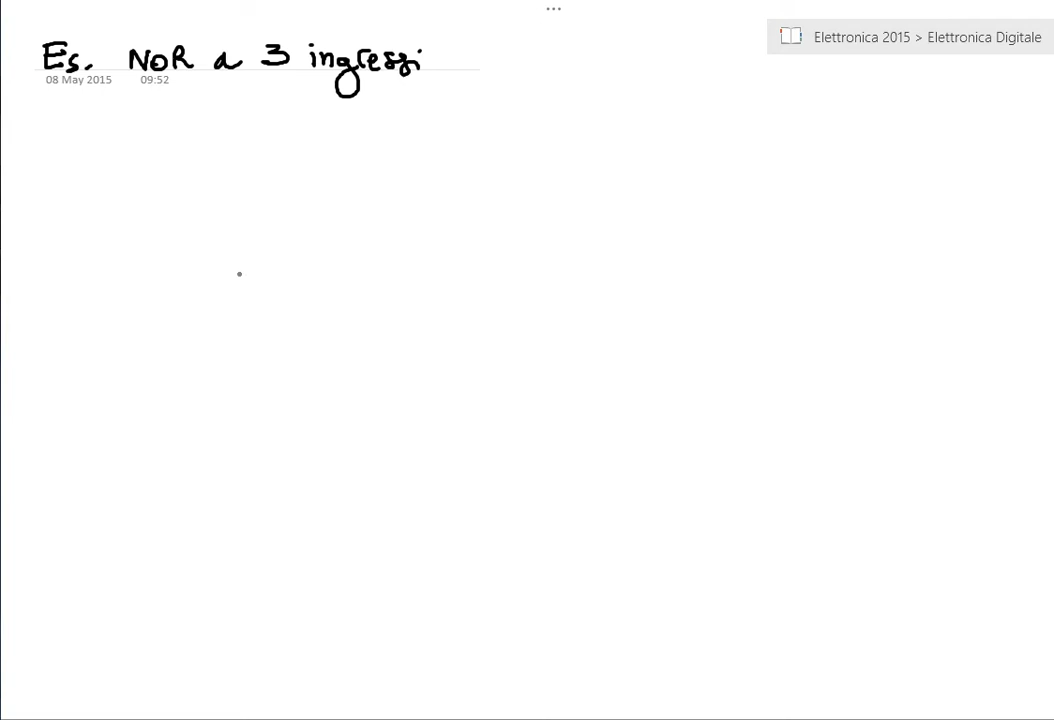 Elettronica 2015 > Elettronica Digitale
Es. NOR a 3 ingressi
08 May 2015 09:52